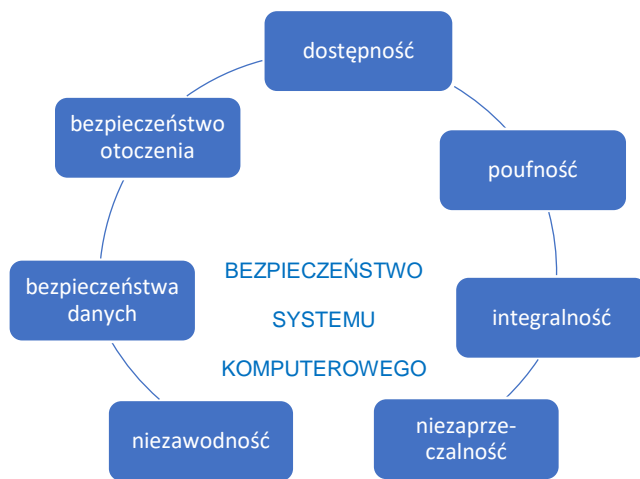 dostępność
bezpieczeństwo
otoczenia
poufność
bezpieczeństwa
danych
BEZPIECZEŃSTWO
SYSTEMU
KOMPUTEROWEGO
integralność
niezawodność
niezaprze-
czalność